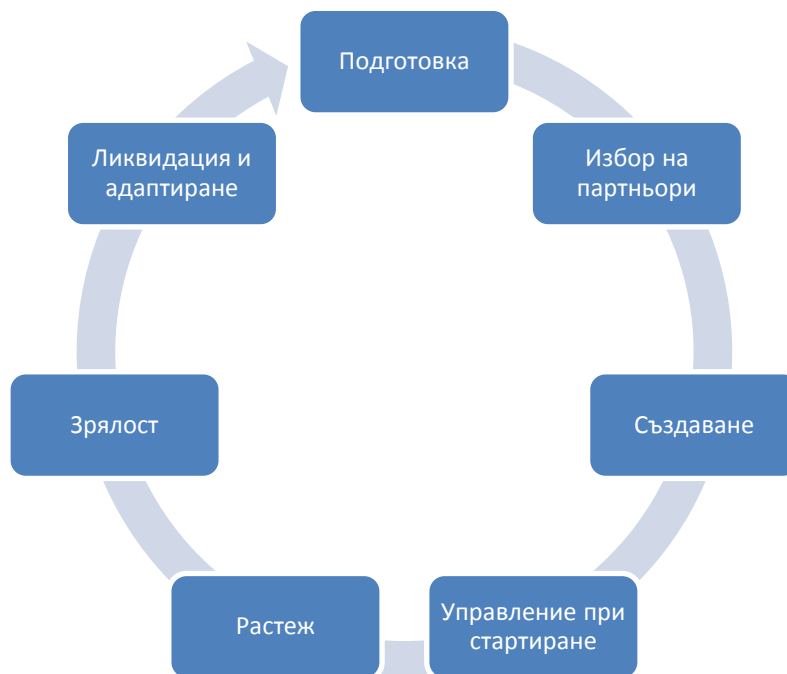 Подготовка
Избор на
партньори
Създаване
Управление при
стартиране
Растеж
Зрялост
Ликвидация и
адаптиране